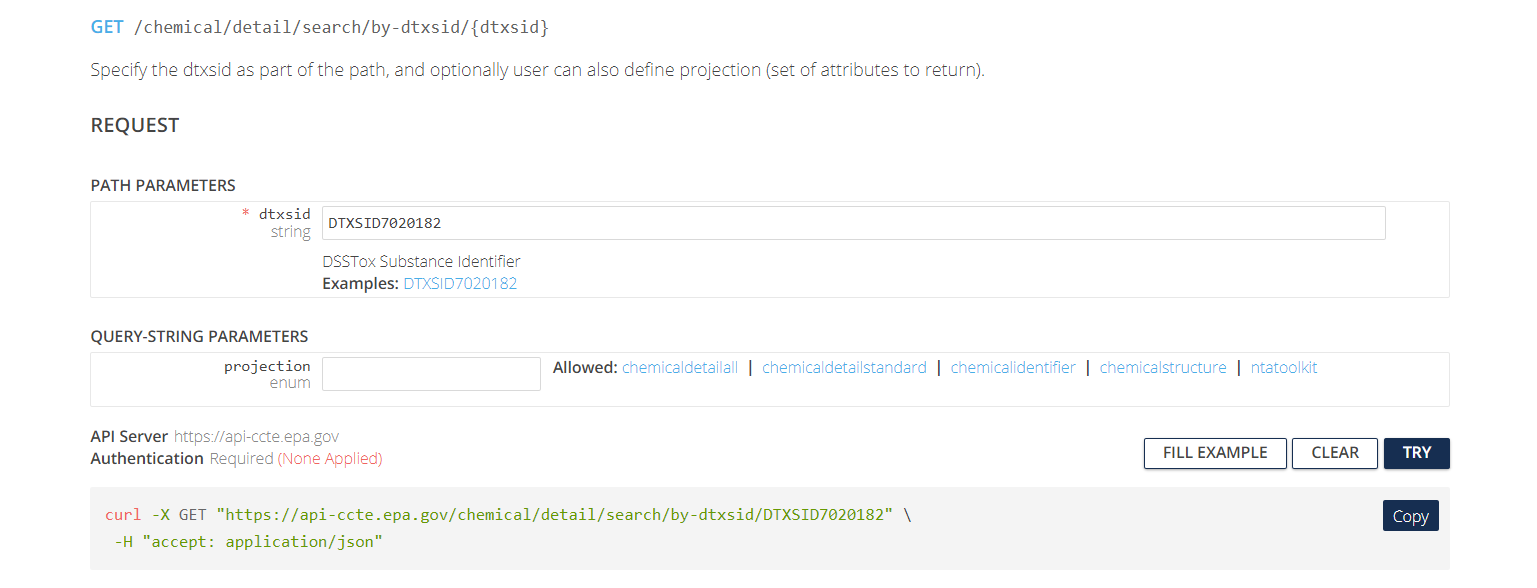 GET /chemical/detail/search/by-dtxsid/{dtxsid}
Specify the dtxsid as part of the path, and optionally user can also define projection (set of attributes to return).
REQUEST
PATH PARAMETERS
* dtxsid
string
DTXSID7020182
DSSTox Substance Identifier
Examples: DTXSID7020182
QUERY-STRING PARAMETERS
projection
enum
Allowed: chemicaldetailall | chemicaldetailstandard | chemicalidentifier | chemicalstructure | ntatoolkit
API Server https://api-ccte.epa.gov
Authentication Required (None Applied)
FILL EXAMPLE CLEAR TRY
curl -X GET "https://api-ccte.epa.gov/chemical/detail/search/by-dtxsid/DTXSID7020182" \
-H "accept: application/json"
Copy